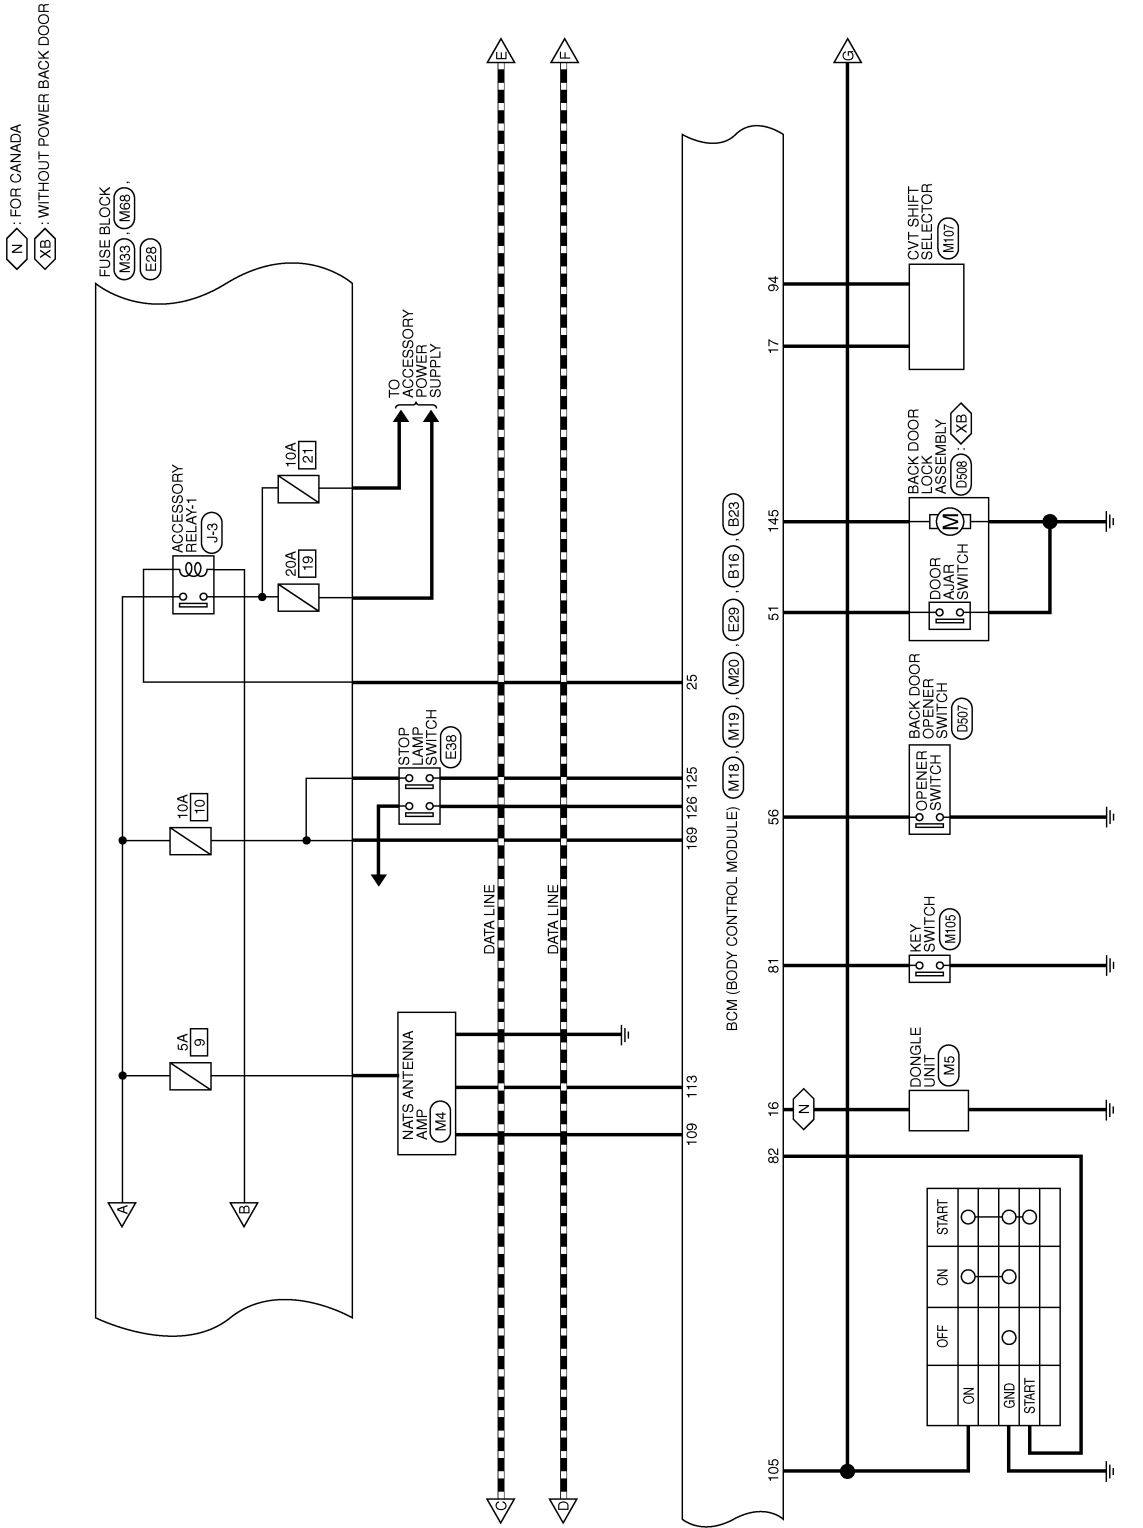 N : FOR CANADA
XB : WITHOUT POWER BACK DOOR
FUSE BLOCK
M33 , M68 ,
E28
A
B
5A
9
10A
10
ACCESSORY
RELAY-1
J-3
20A
19
10A
21
TO
ACCESSORY
POWER
SUPPLY
NATS ANTENNA
AMP
M4
STOP
LAMP
SWITCH
E38
C
DATA LINE
E
D
DATA LINE
F
109
113
169
126
125
25
BCM (BODY CONTROL MODULE) M18 , M19 , M20 , E29 , B16 , B23
105
82
16
81
56
51
145
17
94
N
G
DONGLE
UNIT
M5
KEY
SWITCH
M105
BACK DOOR
OPENER
SWITCH
D507
OPENER
SWITCH
BACK DOOR
LOCK
ASSEMBLY
D508 : XB
DOOR
AJAR
SWITCH
M
CVT SHIFT
SELECTOR
M107
OFF ON START
ON
GND
START